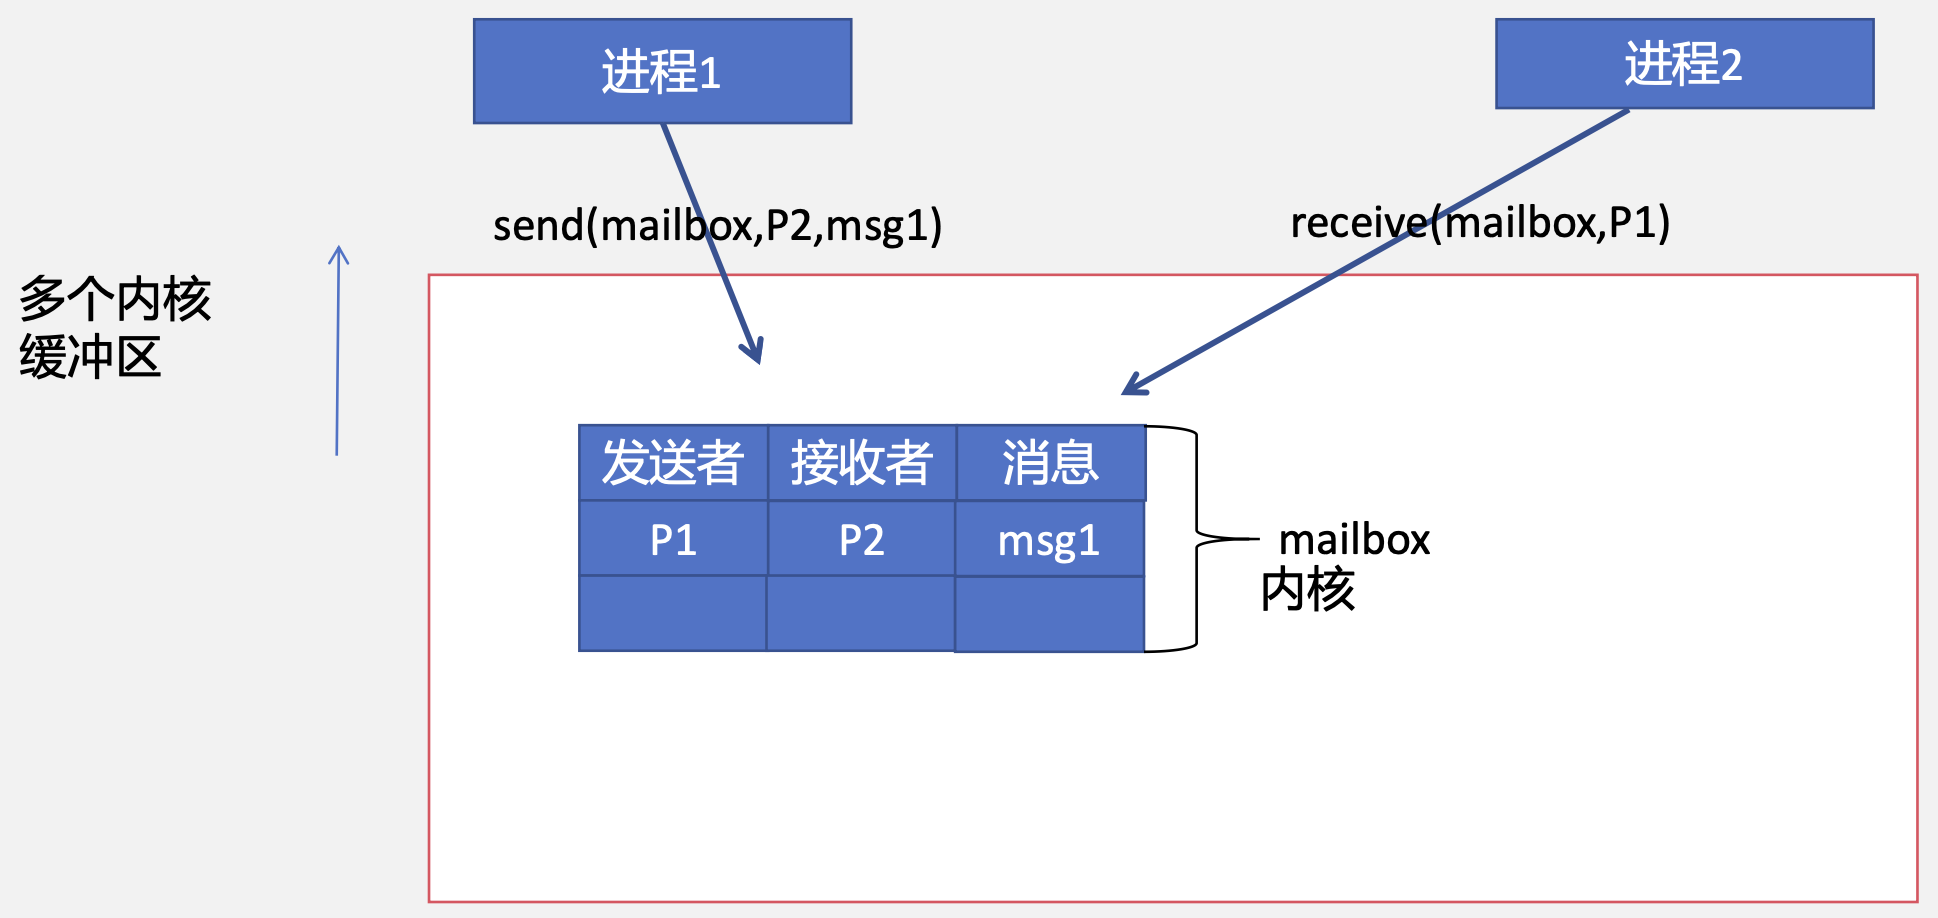 进程1
进程2
send(mailbox,P2,msg1)
receive(mailbox,P1)
多个内核
缓冲区
发送者 接收者 消息
P1 P2 msg1
mailbox
内核